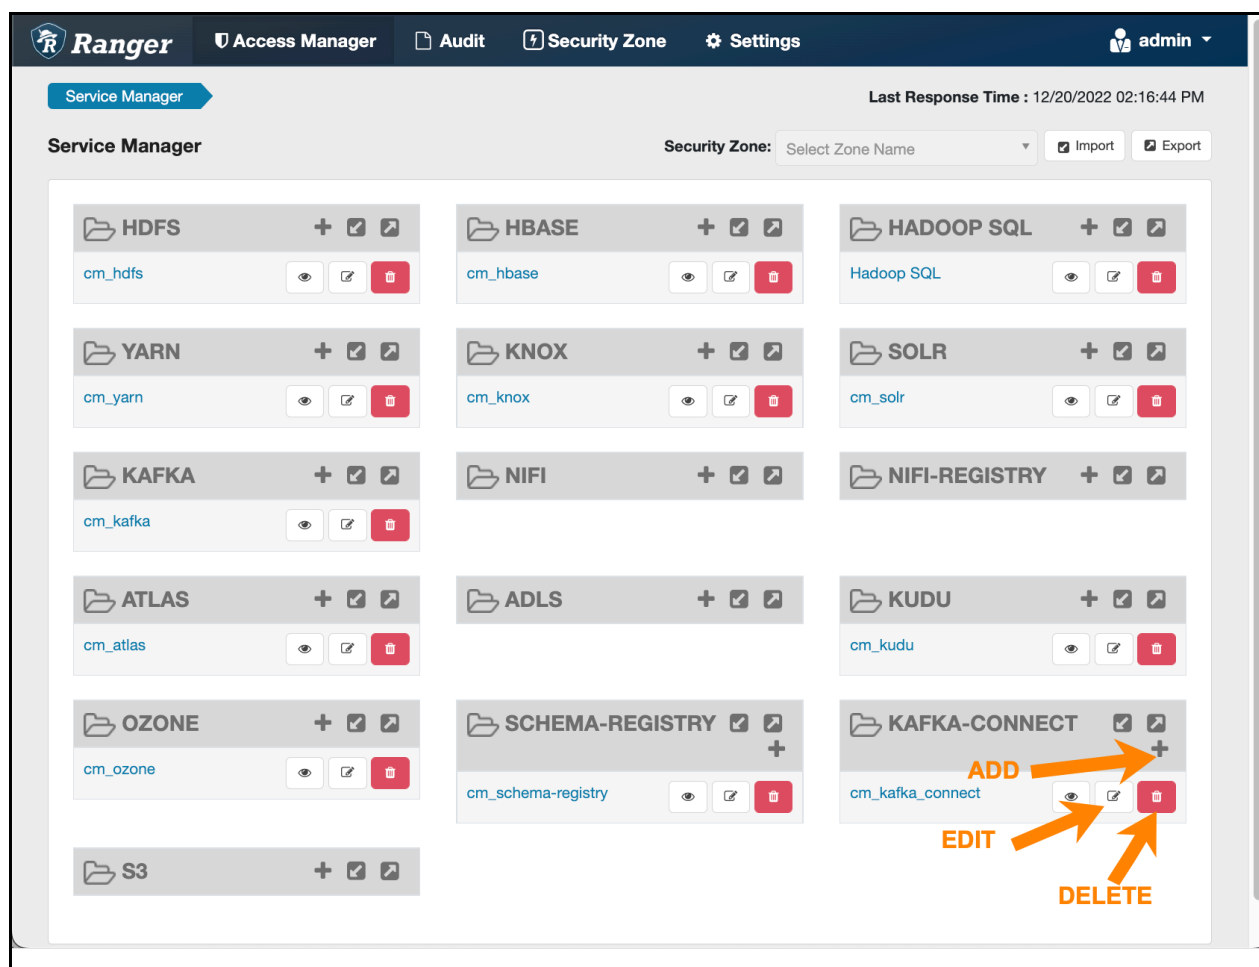 Ranger Access Manager Audit Security Zone Settings admin
Service Manager Last Response Time : 12/20/2022 02:16:44 PM
Service Manager Security Zone: Select Zone Name Import Export
HDFS HBASE HADOOP SQL
cm_hdfs cm_hbase Hadoop SQL
YARN KNOX SOLR
cm_yarn cm_knox cm_solr
KAFKA NIFI NIFI-REGISTRY
cm_kafka
ATLAS ADLS KUDU
cm_atlas cm_kudu
OZONE SCHEMA-REGISTRY KAFKA-CONNECT
cm_ozone ADD
cm_schema-registry cm_kafka_connect
EDIT
S3
DELETE